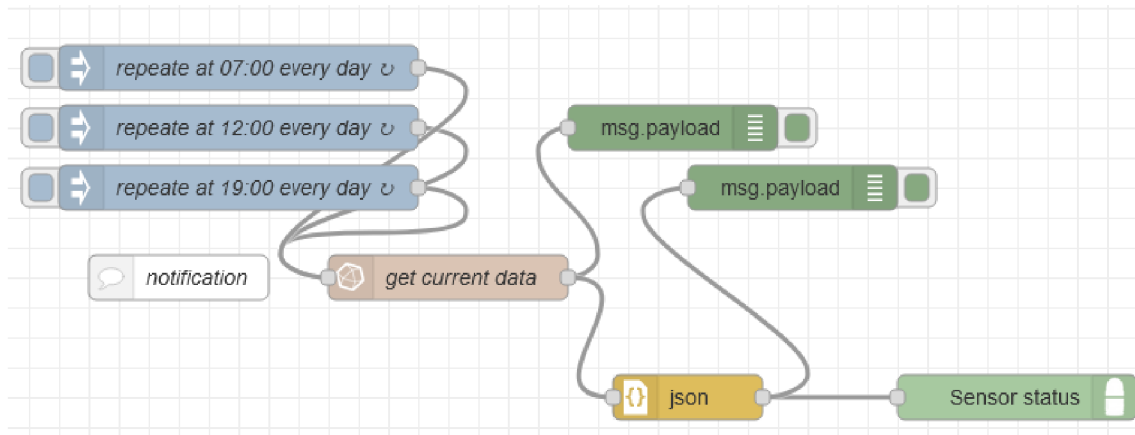 repeate at 07:00 every day ↻
repeate at 12:00 every day ↻
msg.payload
repeate at 19:00 every day ↻
msg.payload
notification
get current data
{} json
Sensor status